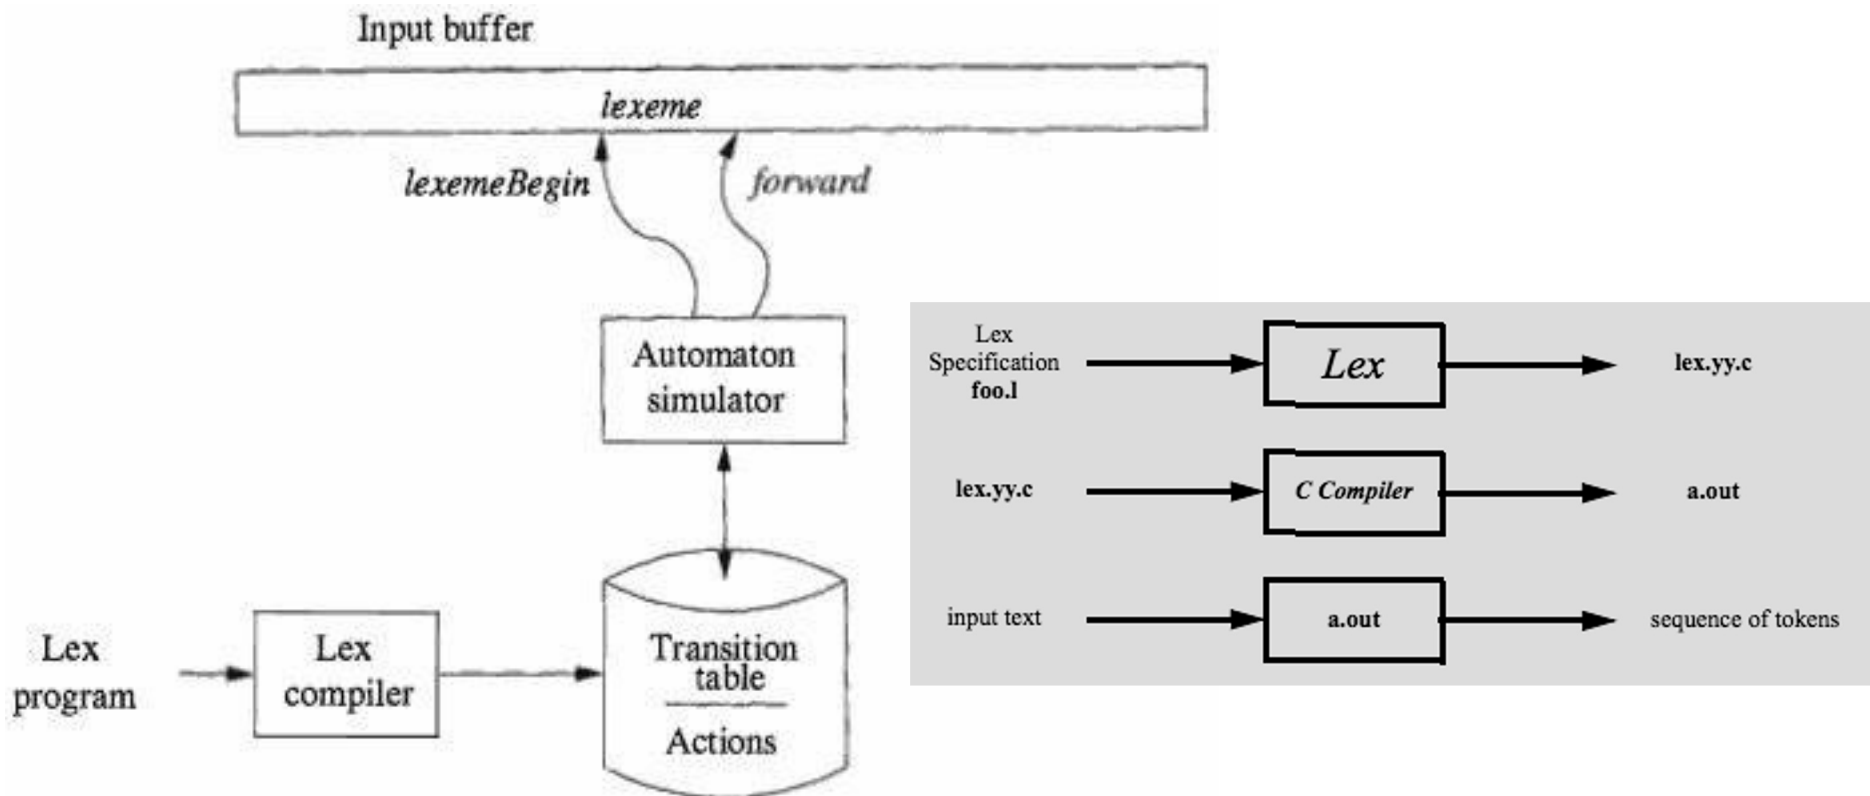 Input buffer
lexeme
lexemeBegin
forward
Automaton
simulator
Lex
program
Lex
compiler
Transition
table
Actions
Lex
Specification
foo.l
Lex
lex.yy.c
lex.yy.c
C Compiler
a.out
input text
a.out
sequence of tokens